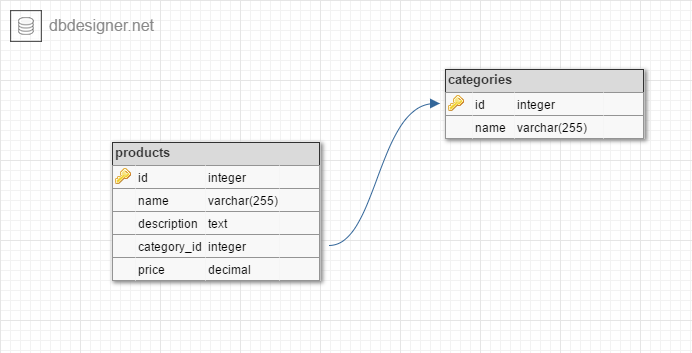 dbdesigner.net
categories
id integer
name varchar(255)
products
id integer
name varchar(255)
description text
category_id integer
price decimal